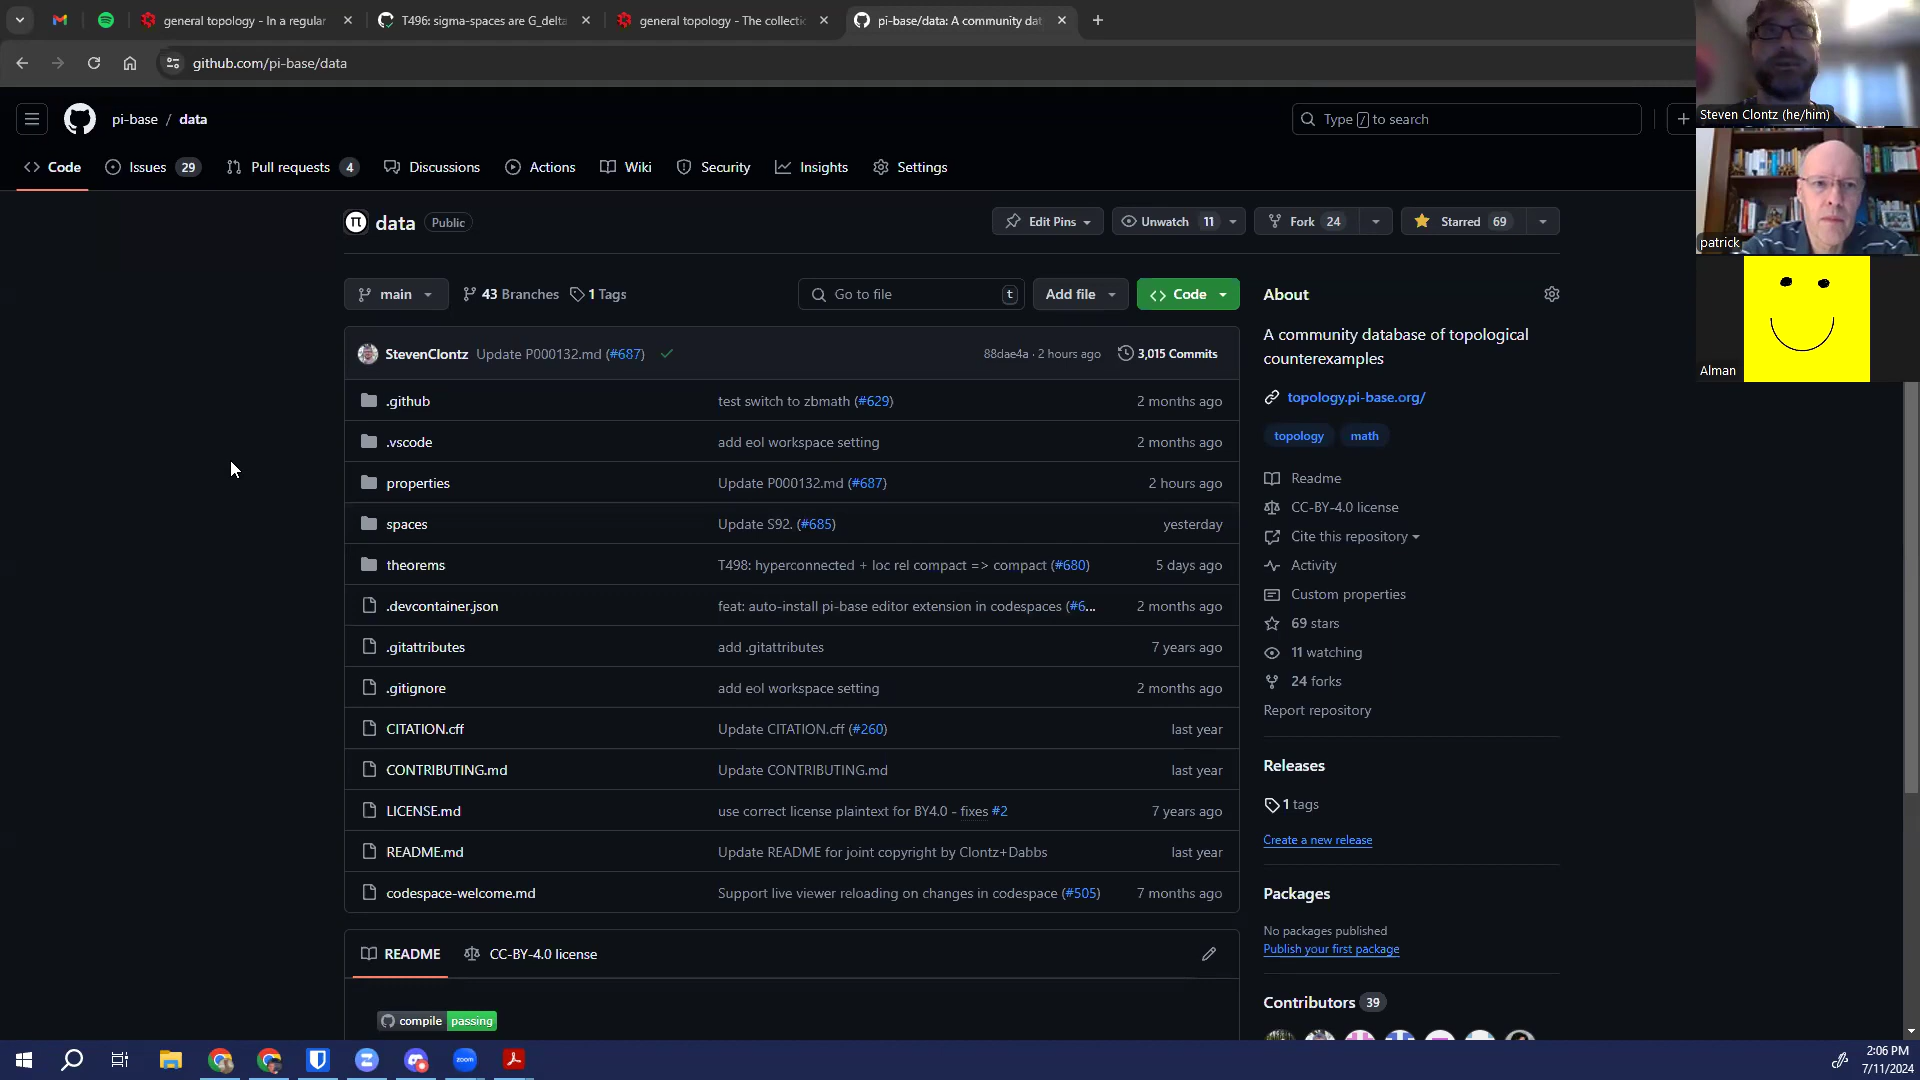 general topology - In a regular
T496: sigma-spaces are G_delta
general topology - The collectio
pi-base/data: A community dat
github.com/pi-base/data
pi-base / data
Type / to search
Code
Issues 29
Pull requests 4
Discussions
Actions
Wiki
Security
Insights
Settings
Steven Clontz (he/him)
patrick
Alman
π data Public
Edit Pins
Unwatch 11
Fork 24
Starred 69
main
43 Branches
1 Tags
Go to file t
Add file
Code
StevenClontz Update P000132.md (#687) 88dae4a · 2 hours ago 3,015 Commits
.github test switch to zbmath (#629) 2 months ago
.vscode add eol workspace setting 2 months ago
properties Update P000132.md (#687) 2 hours ago
spaces Update S92. (#685) yesterday
theorems T498: hyperconnected + loc rel compact => compact (#680) 5 days ago
.devcontainer.json feat: auto-install pi-base editor extension in codespaces (#6... 2 months ago
.gitattributes add .gitattributes 7 years ago
.gitignore add eol workspace setting 2 months ago
CITATION.cff Update CITATION.cff (#260) last year
CONTRIBUTING.md Update CONTRIBUTING.md last year
LICENSE.md use correct license plaintext for BY4.0 - fixes #2 7 years ago
README.md Update README for joint copyright by Clontz+Dabbs last year
codespace-welcome.md Support live viewer reloading on changes in codespace (#505) 7 months ago
README
CC-BY-4.0 license
compile passing
About
A community database of topological
counterexamples
topology.pi-base.org/
topology math
Readme
CC-BY-4.0 license
Cite this repository
Activity
Custom properties
69 stars
11 watching
24 forks
Report repository
Releases
1 tags
Create a new release
Packages
No packages published
Publish your first package
Contributors 39
zoom
2:06 PM
7/11/2024